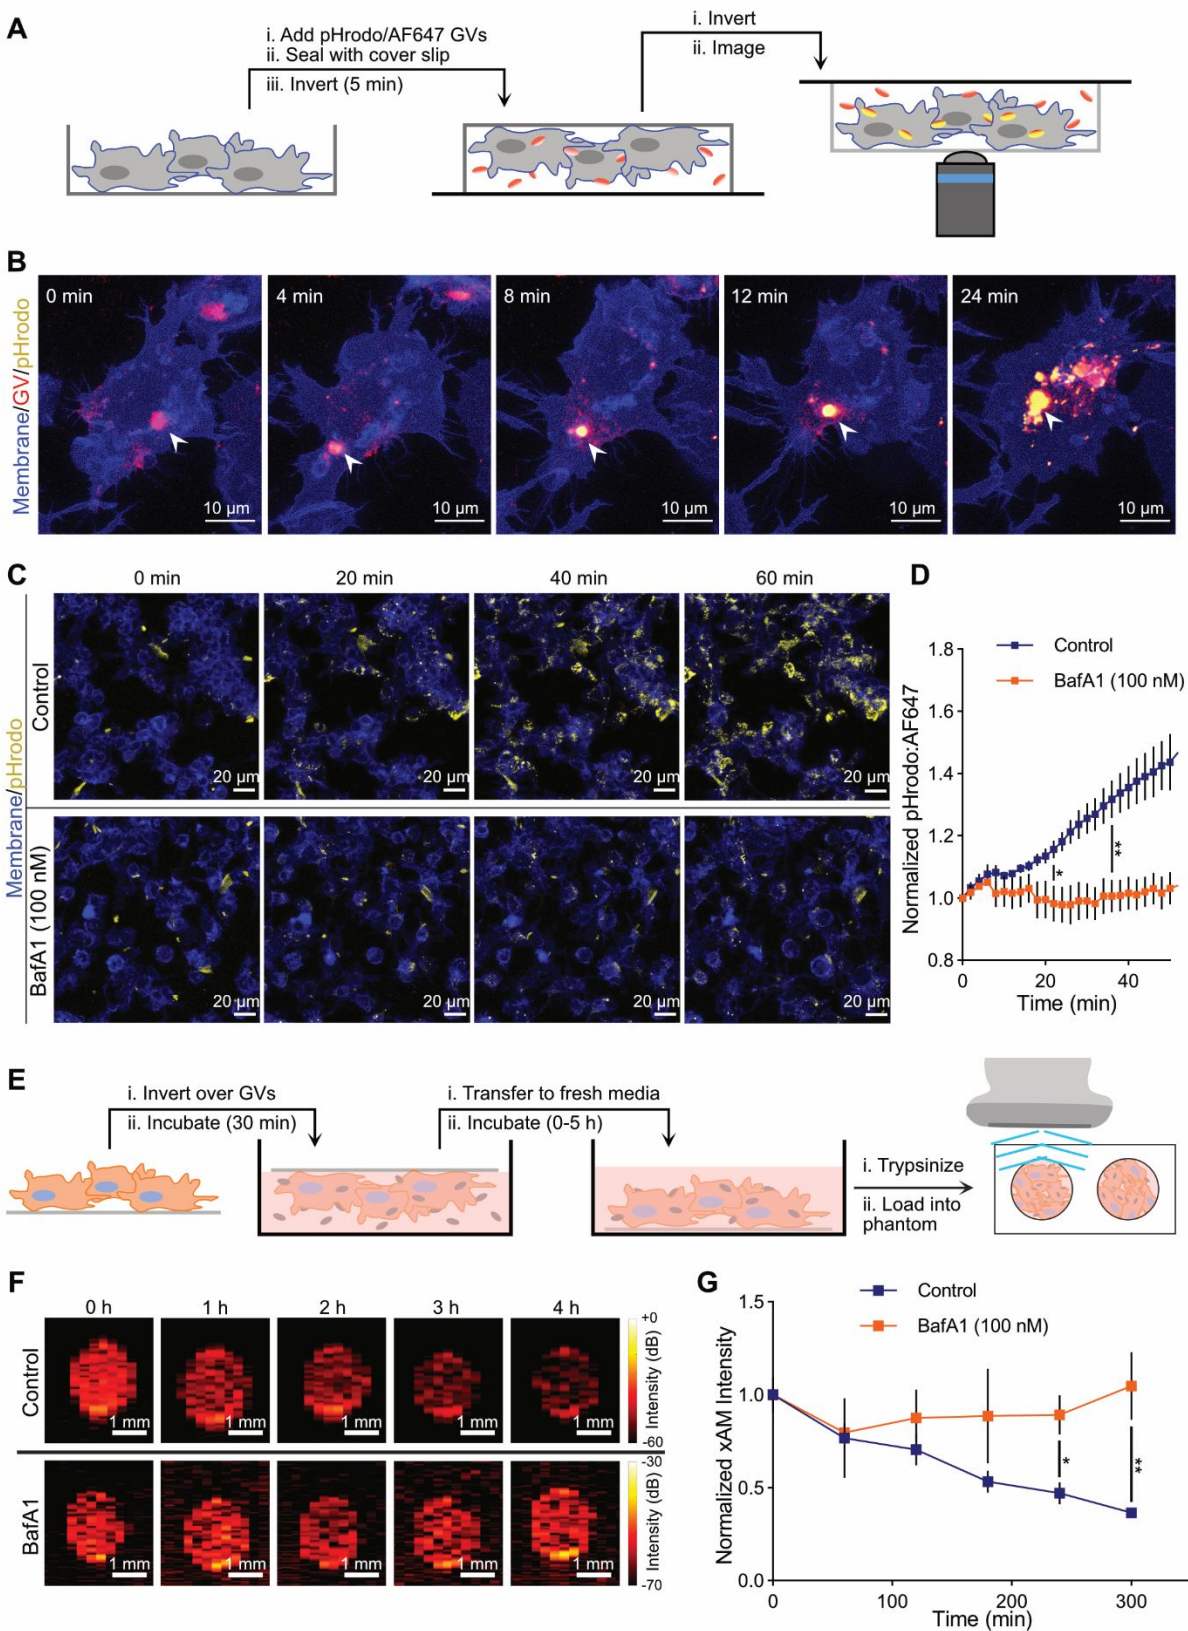 A
i. Add pHrodo/AF647 GVs
ii. Seal with cover slip
iii. Invert (5 min)
i. Invert
ii. Image
B
Membrane/GV/pHrodo
0 min
4 min
8 min
12 min
24 min
10 µm
10 µm
10 µm
10 µm
10 µm
C
0 min
20 min
40 min
60 min
Membrane/pHrodo
Control
20 µm
20 µm
20 µm
20 µm
BafA1 (100 nM)
20 µm
20 µm
20 µm
20 µm
D
Control
BafA1 (100 nM)
Normalized pHrodo:AF647
1.8
1.6
1.4
1.2
1.0
0.8
**
*
0
20
40
Time (min)
E
i. Invert over GVs
ii. Incubate (30 min)
i. Transfer to fresh media
ii. Incubate (0-5 h)
i. Trypsinize
ii. Load into
phantom
F
0 h
1 h
2 h
3 h
4 h
Control
1 mm
1 mm
1 mm
1 mm
1 mm
+0
Intensity (dB)
-60
BafA1
1 mm
1 mm
1 mm
1 mm
1 mm
-30
Intensity (dB)
-70
G
Control
BafA1 (100 nM)
Normalized xAM Intensity
1.5
1.0
0.5
0.0
*
**
0
100
200
300
Time (min)